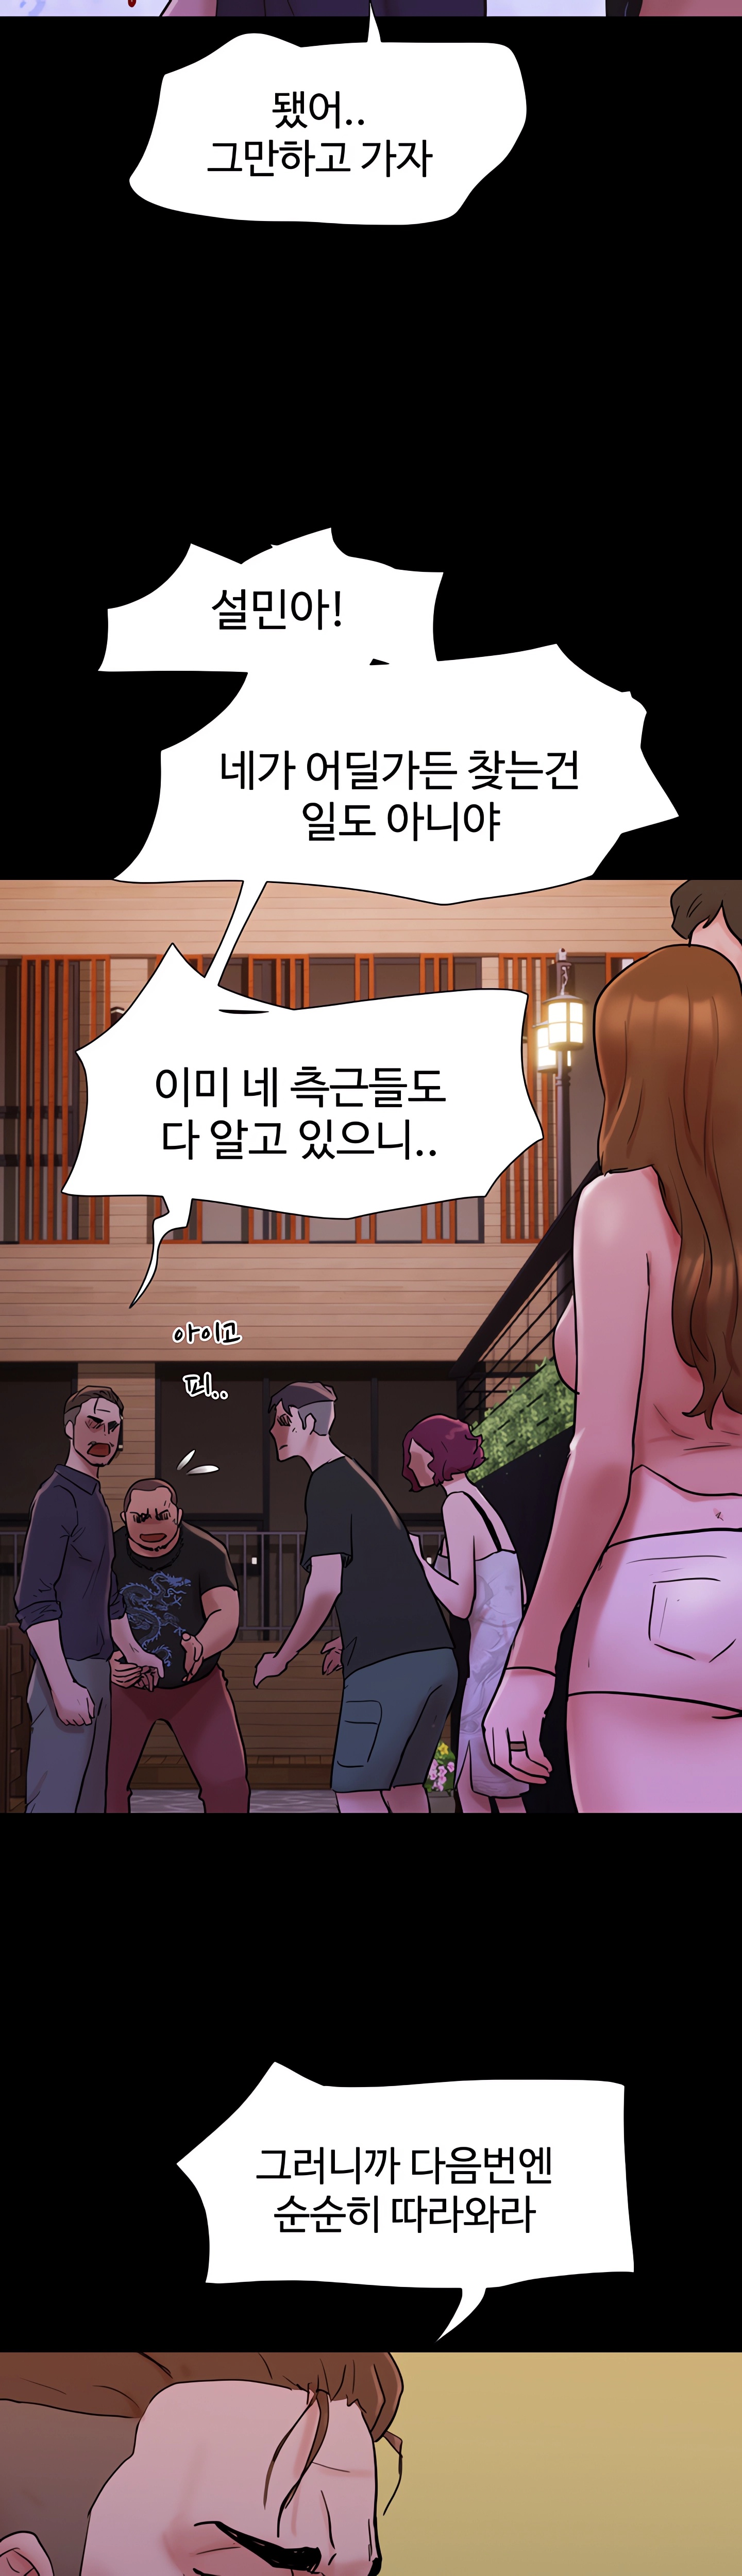 됐어..
그만하고 가자
설민아!
네가 어딜가든 찾는건
일도 아니야
이미 네 측근들도
다 알고 있으니..
아이고
피..
그러니까 다음번엔
순순히 따라와라